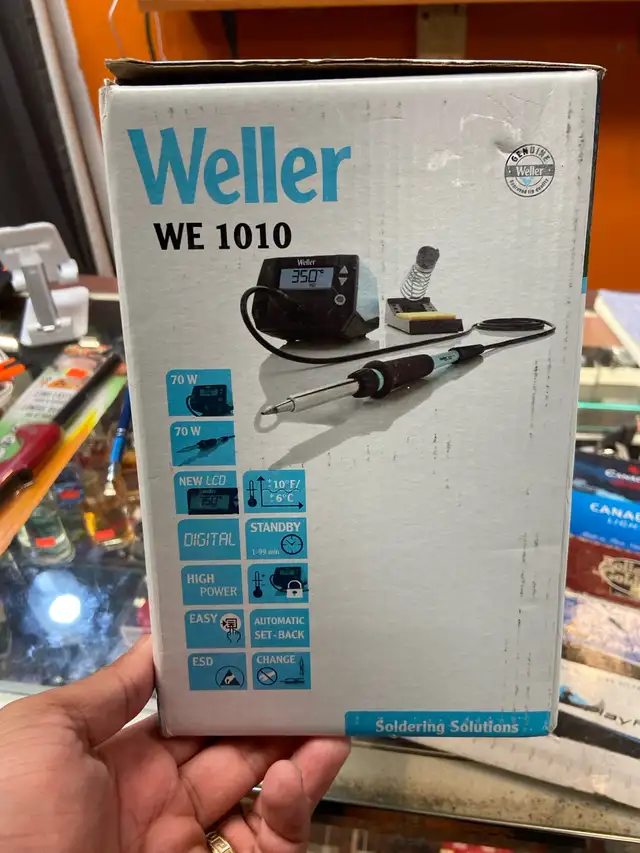 Weller
WE 1010
GENUINE
Weller
Weller
350°
70 W
70 W
NEW LCD
±10°F/
±6°C
DIGITAL
STANDBY
1-99 min
HIGH
POWER
EASY
AUTOMATIC
SET-BACK
ESD
CHANGE
Soldering Solutions
CANAD